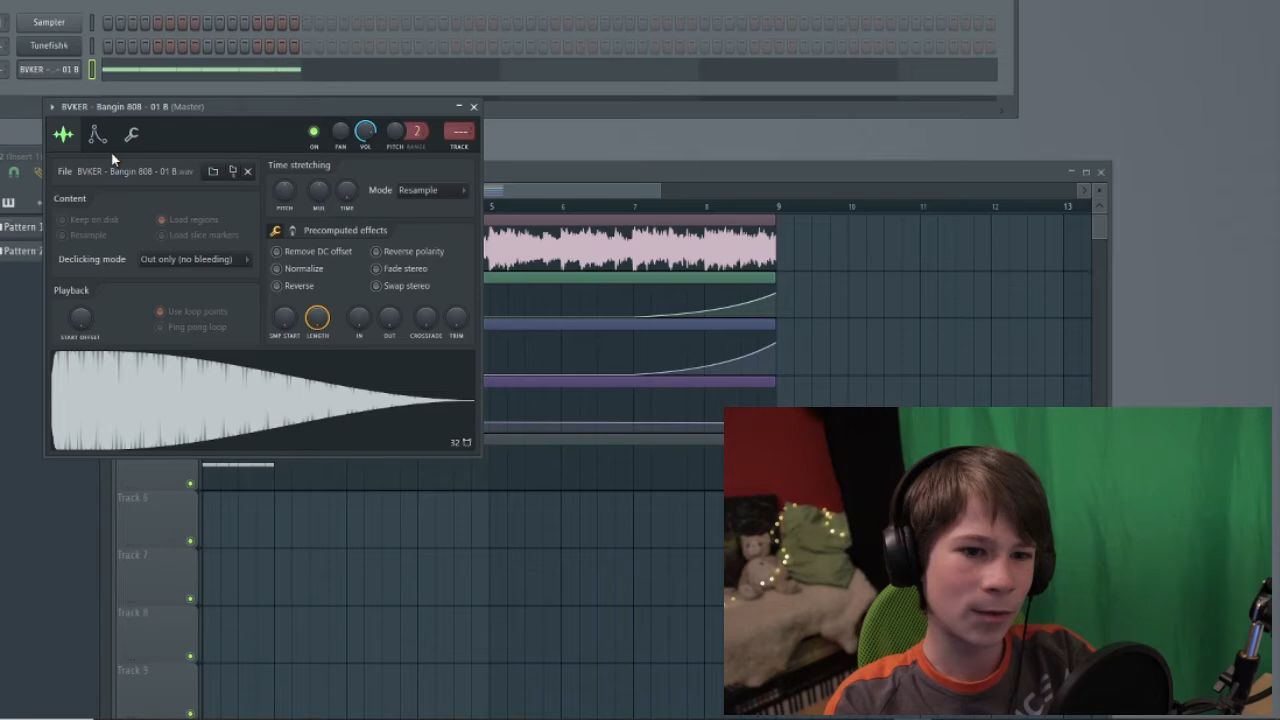 Sampler
Tunefish4
BVKER - .. - 01 B
BVKER - Bangin 808 - 01 B (Master)
2
---
ON
PAN
VOL
PITCH
RANGE
TRACK
2 (Insert 1)
File
BVKER - Bangin 808 - 01 B.wav
Time stretching
Mode
Resample
PITCH
MUL
TIME
Content
Keep on disk
Load regions
Resample
Load slice markers
Declicking mode
Out only (no bleeding)
Precomputed effects
Remove DC offset
Reverse polarity
Normalize
Fade stereo
Reverse
Swap stereo
Playback
Use loop points
Ping pong loop
START OFFSET
SMP START
LENGTH
IN
OUT
CROSSFADE
TRIM
32
Pattern 1
Pattern 2
5
6
7
8
9
10
11
12
13
Track 6
Track 7
Track 8
Track 9